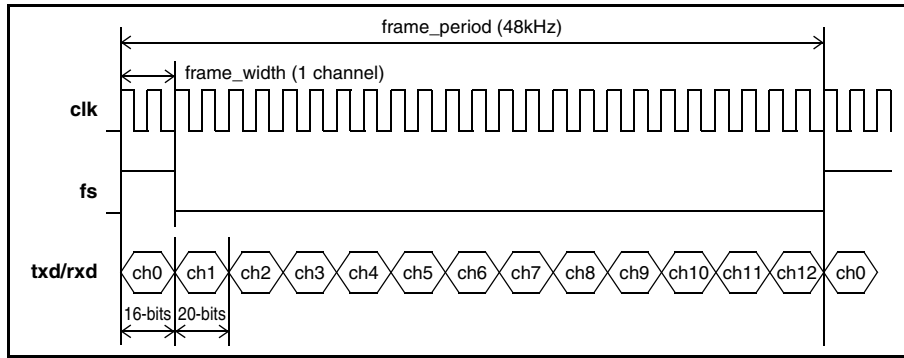 frame_period (48kHz)
frame_width (1 channel)
clk
fs
txd/rxd
ch0 ch1 ch2 ch3 ch4 ch5 ch6 ch7 ch8 ch9 ch10 ch11 ch12 ch0
16-bits 20-bits